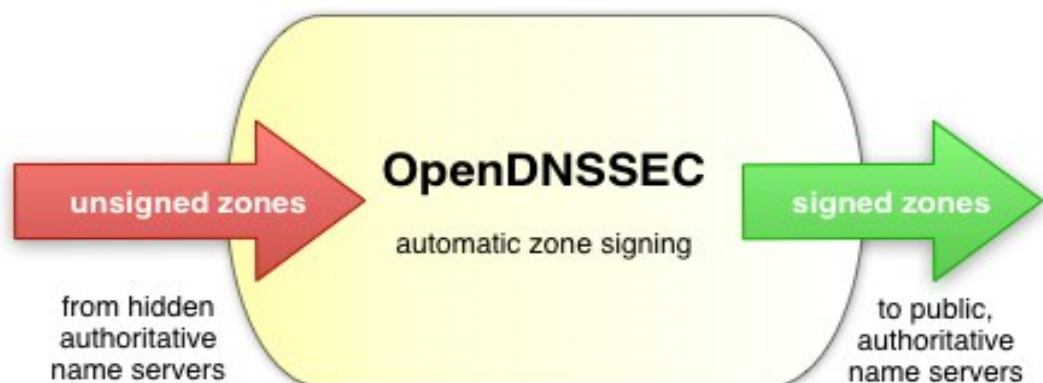 OpenDNSSEC
unsigned zones
signed zones
automatic zone signing
from hidden
authoritative
name servers
to public,
authoritative
name servers